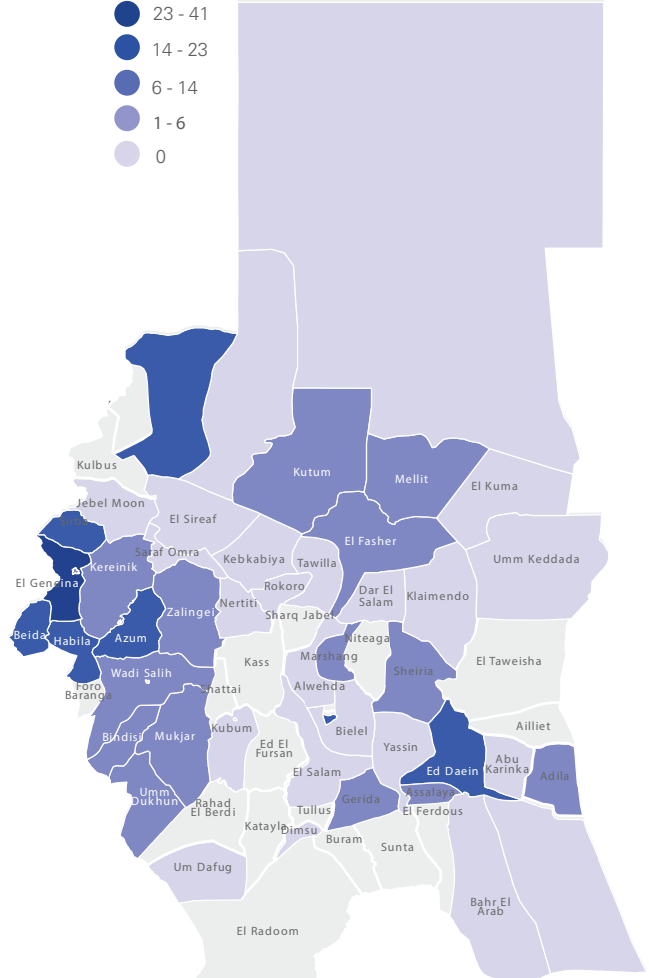 23 - 41
14 - 23
6 - 14
1 - 6
0
Kulbus
Kutum
Mellit
El Kuma
Jebel Moon
Sirba
El Sireaf
El Fasher
Saraf Omra
Kebkabiya
Tawilla
Umm Keddada
Kereinik
El Geneina
Rokoro
Dar El
Salam
Klaimendo
Nertiti
Zalingei
Sharq Jabel
Beida
Habila
Azum
Niteaga
Marshang
Kass
El Taweisha
Wadi Salih
Sheiria
Foro
Baranga
Shattai
Alwehda
Kubum
Bielel
Ailliet
Bindisi
Mukjar
Ed El
Fursan
Yassin
Abu
Karinka
El Salam
Ed Daein
Adila
Umm
Dukhun
Rahad
El Berdi
Gerida
Assalaya
Tullus
El Ferdous
Katayla
Dimsu
Buram
Sunta
Um Dafug
Bahr El
Arab
El Radoom